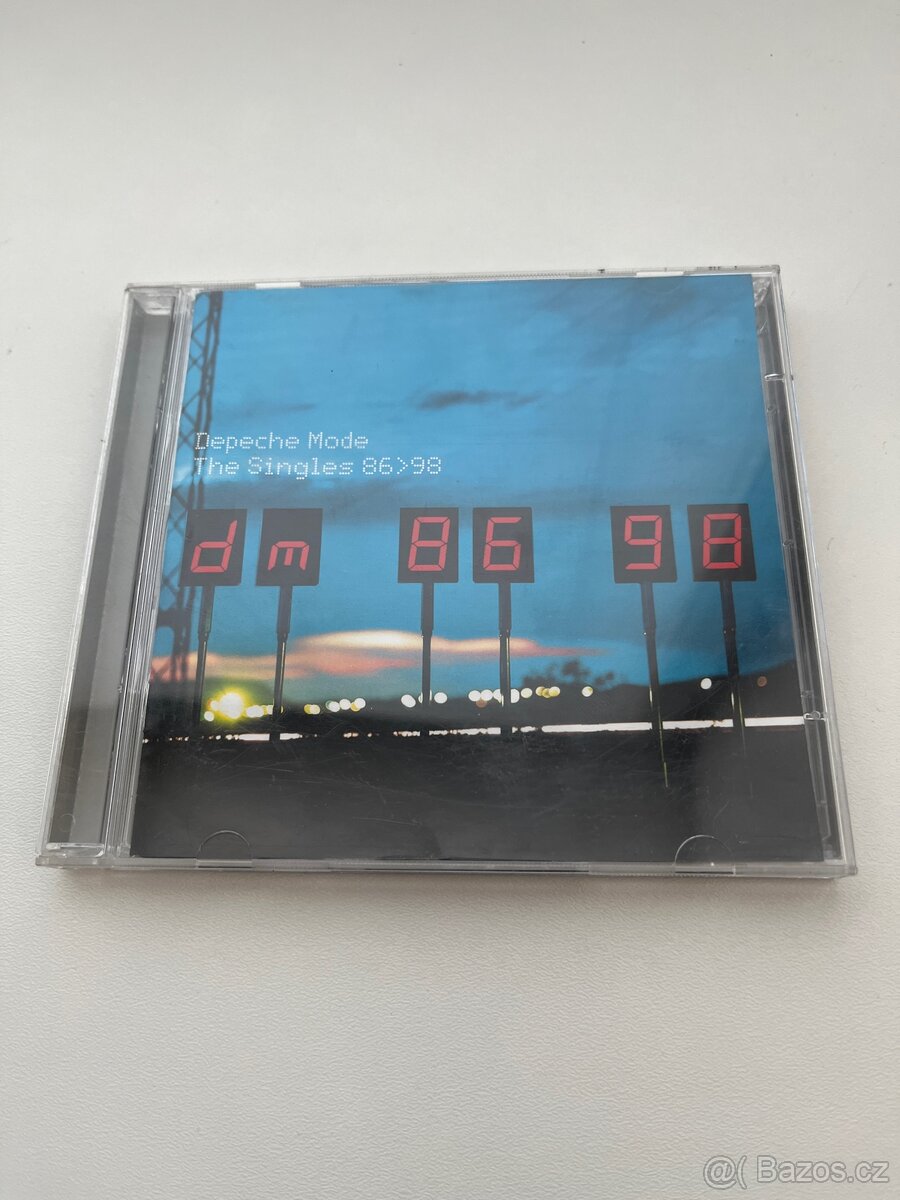 Depeche Mode
The Singles 86>98
dm 86 98
@( Bazos.cz